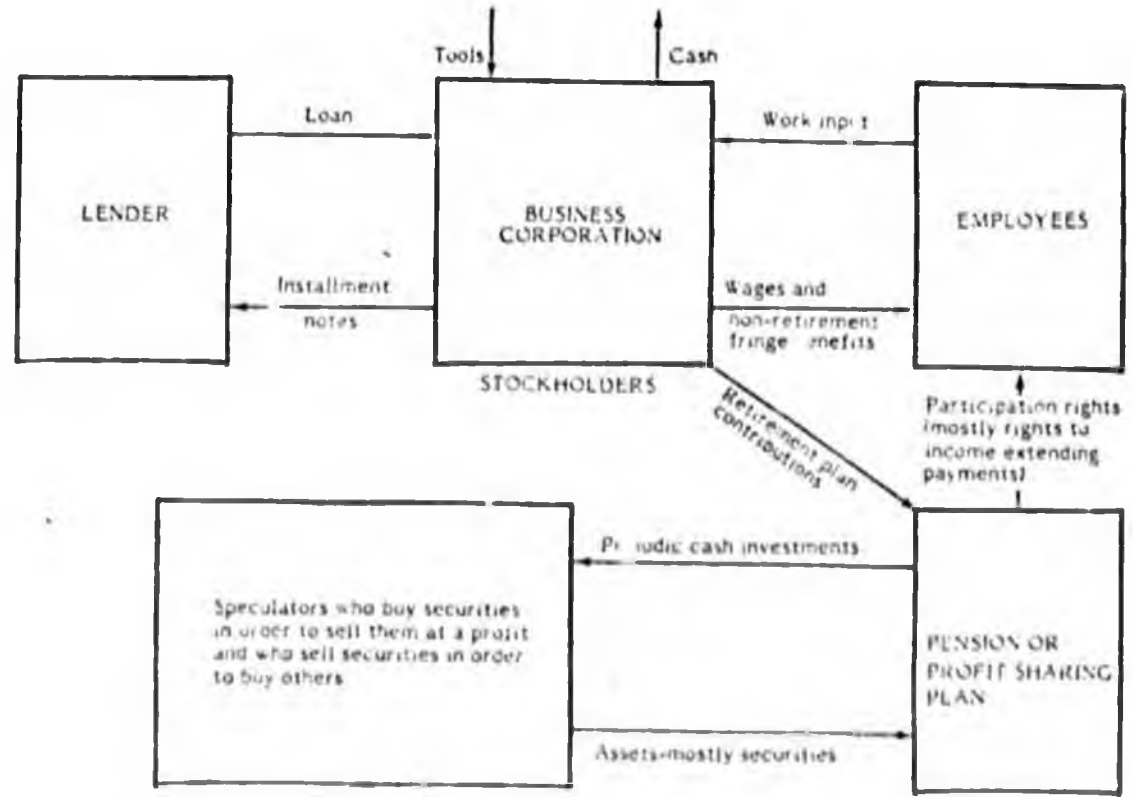 Tools
Cash
Loan
Work input
LENDER
BUSINESS
CORPORATION
EMPLOYEES
Installment
notes
Wages and
non-retirement
fringe benefits
STOCKHOLDERS
Retirement plan
contributions
Participation rights
(mostly rights to
income extending
payments)
Periodic cash investments
Speculators who buy securities
in order to sell them at a profit
and who sell securities in order
to buy others
PENSION OR
PROFIT SHARING
PLAN
Assets-mostly securities